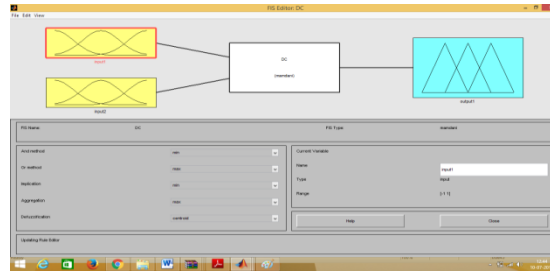 FIS Editor: DC
File Edit View
input1
DC
(mamdani)
input2
output1
FIS Name DC FIS Type mamdani
And method min
Or method max
Implication min
Aggregation max
Defuzzification centroid
Current Variable
Name input1
Type input
Range [-1 1]
Help Close
Updating Rule Editor